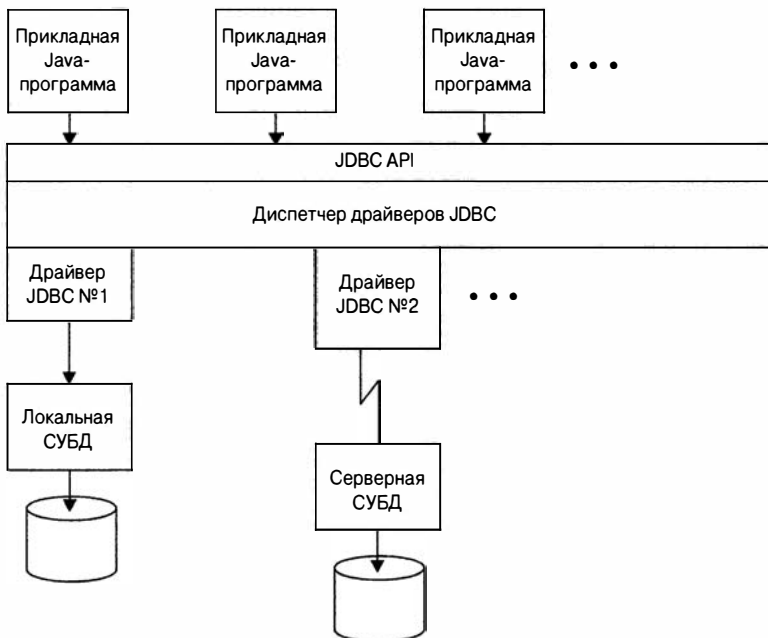 Прикладная
Java-
программа
Прикладная
Java-
программа
Прикладная
Java-
программа
• • •
JDBC API
Диспетчер драйверов JDBC
Драйвер
JDBC №1
Драйвер
JDBC №2
• • •
Локальная
СУБД
Серверная
СУБД